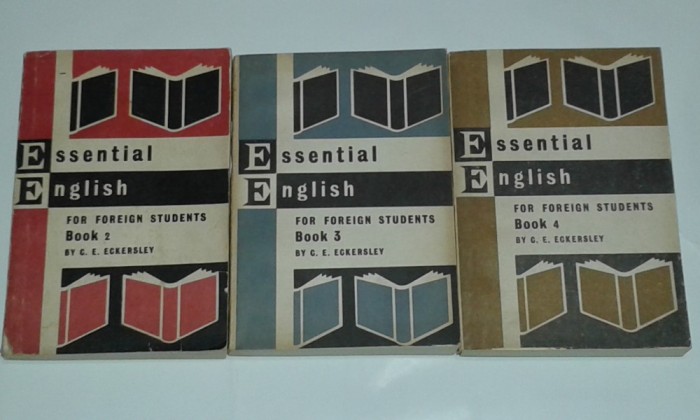 Essential
English
FOR FOREIGN STUDENTS
Book 2
BY C. E. ECKERSLEY
Essential
English
FOR FOREIGN STUDENTS
Book 3
BY C. E. ECKERSLEY
Essential
English
FOR FOREIGN STUDENTS
Book 4
BY C. E. ECKERSLEY